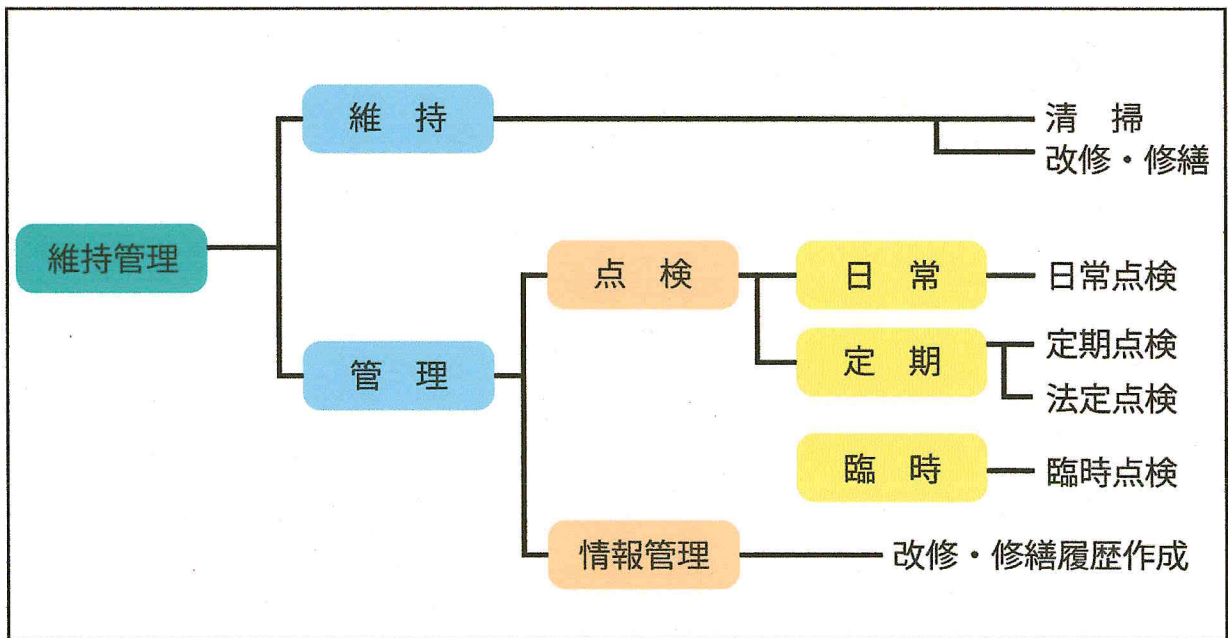 維持
清掃
改修・修繕
維持管理
点検
日常
日常点検
定期
定期点検
法定点検
管理
臨時
臨時点検
情報管理
改修・修繕履歴作成